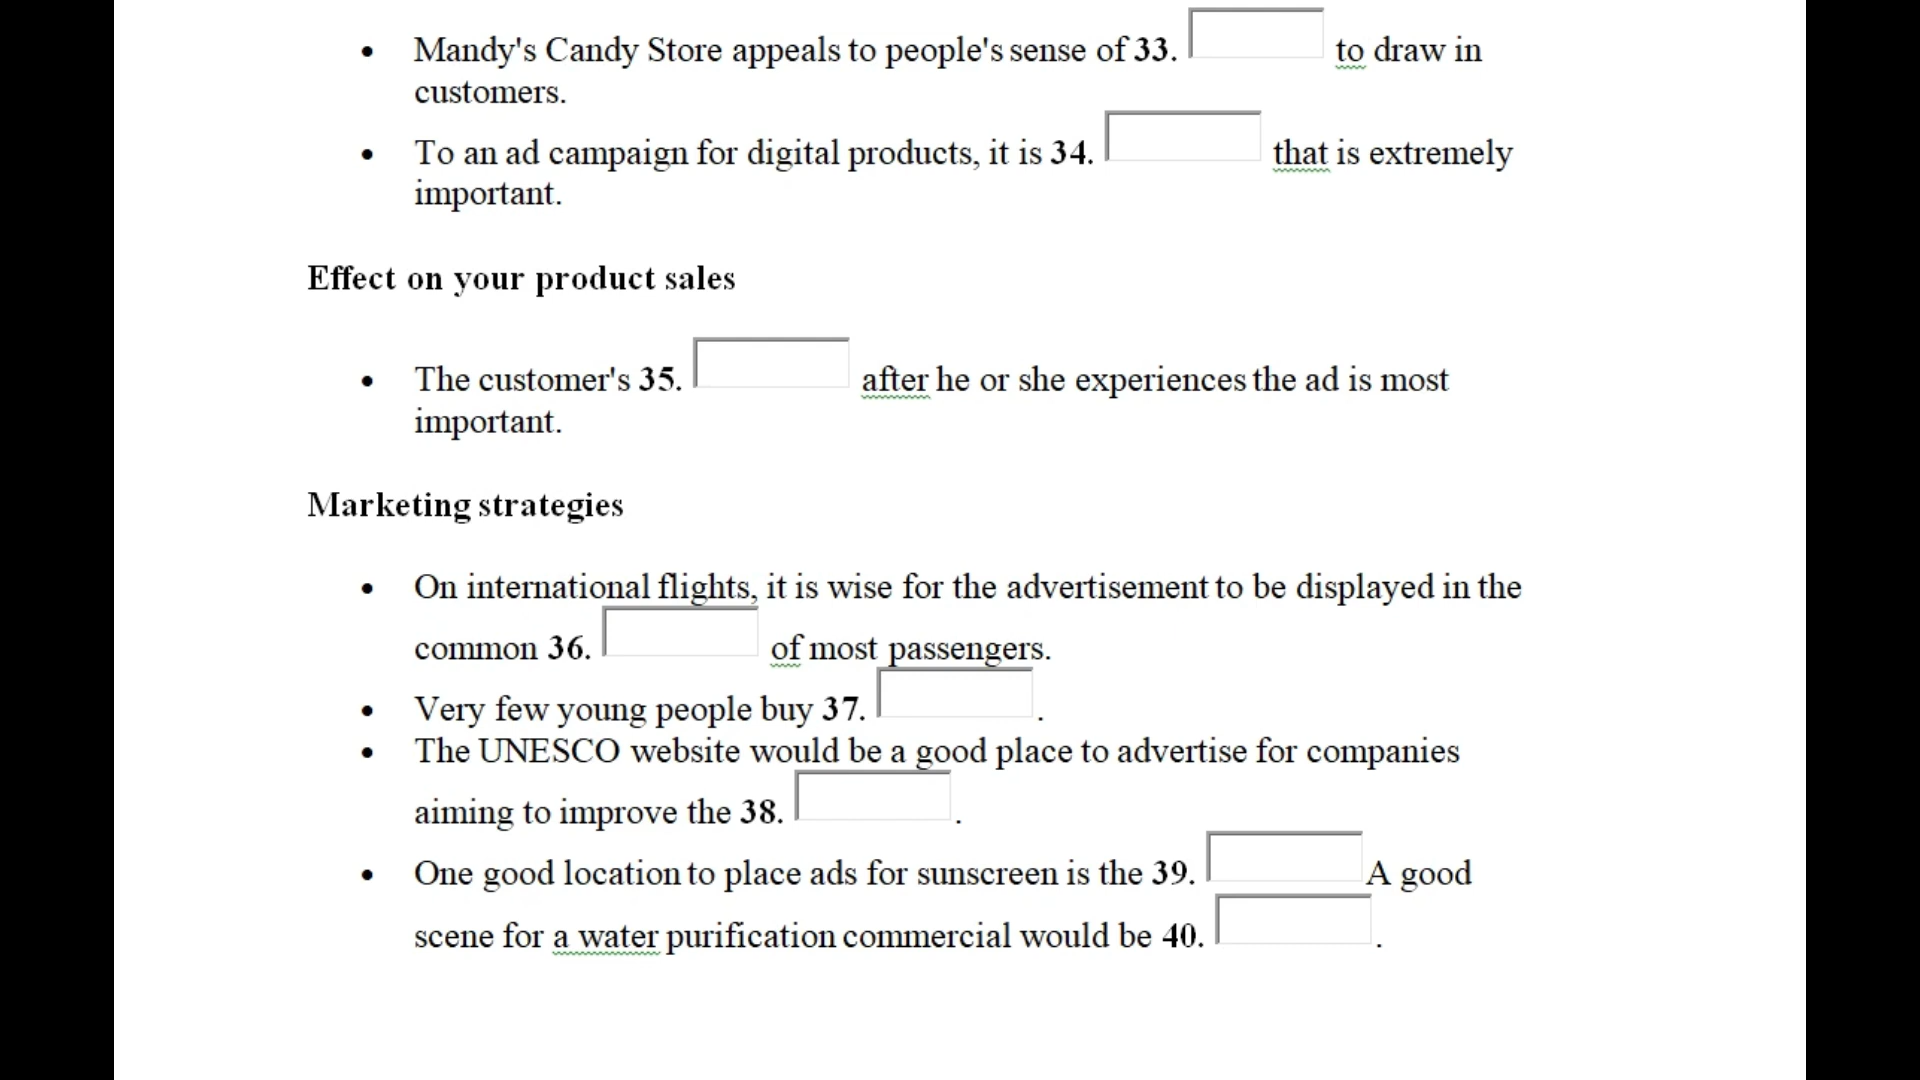 • Mandy's Candy Store appeals to people's sense of 33. to draw in
customers.
• To an ad campaign for digital products, it is 34. that is extremely
important.
Effect on your product sales
• The customer's 35. after he or she experiences the ad is most
important.
Marketing strategies
• On international flights, it is wise for the advertisement to be displayed in the
common 36. of most passengers.
• Very few young people buy 37. .
• The UNESCO website would be a good place to advertise for companies
aiming to improve the 38. .
• One good location to place ads for sunscreen is the 39. A good
scene for a water purification commercial would be 40. .